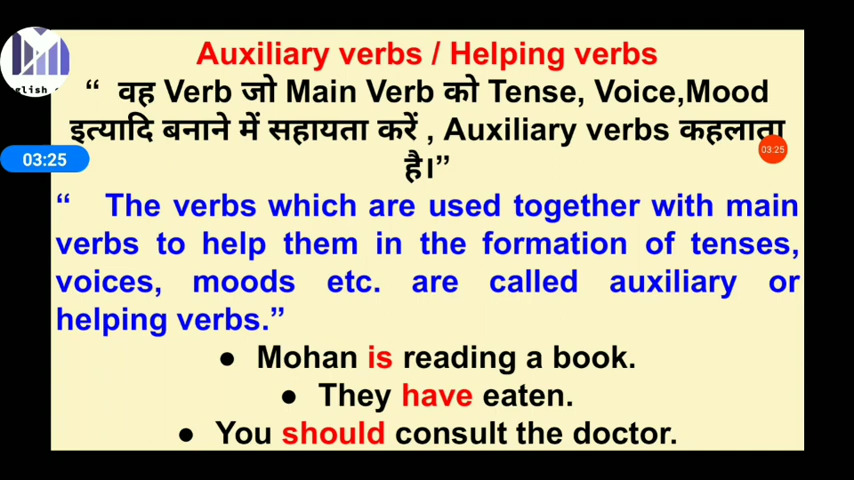 Auxiliary verbs / Helping verbs
“ वह Verb जो Main Verb को Tense, Voice,Mood
इत्यादि बनाने में सहायता करें , Auxiliary verbs कहलाता
03:25
03:25
है।”
“ The verbs which are used together with main
verbs to help them in the formation of tenses,
voices, moods etc. are called auxiliary or
helping verbs.”
● Mohan is reading a book.
● They have eaten.
● You should consult the doctor.